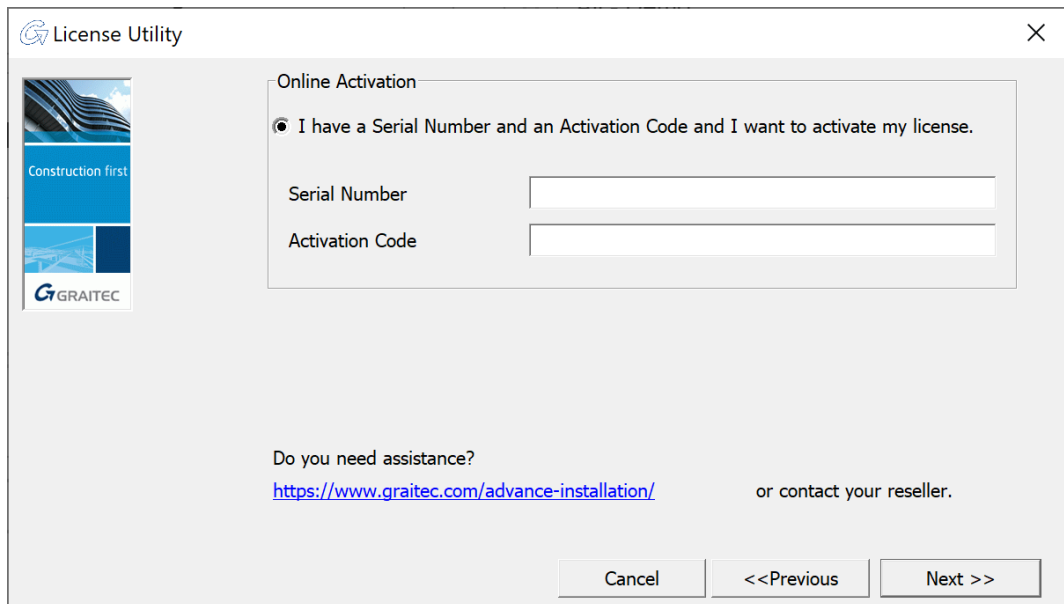 License Utility
Online Activation
I have a Serial Number and an Activation Code and I want to activate my license.
Construction first
Serial Number
Activation Code
GRAITEC
Do you need assistance?
https://www.graitec.com/advance-installation/ or contact your reseller.
Cancel <<Previous Next >>